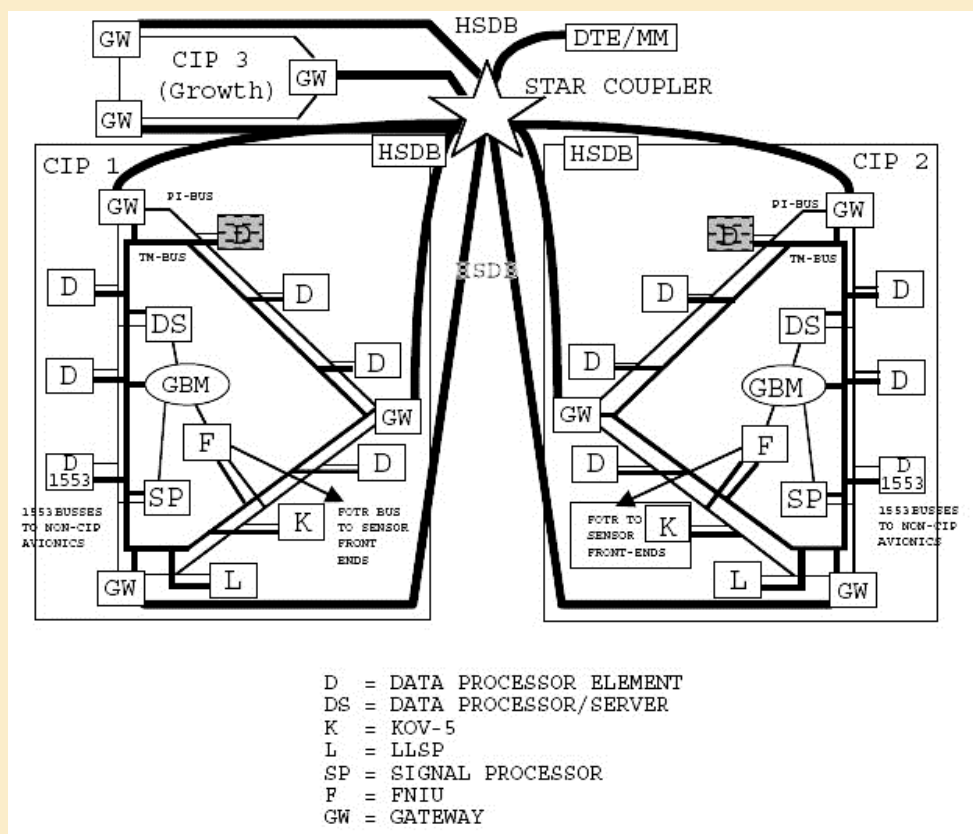 HSDB
DTE/MM
GW
CIP 3
(Growth)
GW
GW
STAR COUPLER
CIP 1
HSDB
HSDB
CIP 2
GW
PI-BUS
D
TM-BUS
D
D
DS
D
GBM
D
GW
F
D
D
1553
SP
K
1553 BUSSES
TO NON-CIP
AVIONICS
FOTR BUS
TO SENSOR
FRONT
ENDS
GW
L
HSDB
PI-BUS
GW
D
TM-BUS
D
D
DS
D
GBM
D
GW
F
D
D
1553
SP
K
FOTR TO
SENSOR
FRONT-ENDS
1553 BUSSES
TO NON-CIP
AVIONICS
L
GW
D = DATA PROCESSOR ELEMENT
DS = DATA PROCESSOR/SERVER
K = KOV-5
L = LLSP
SP = SIGNAL PROCESSOR
F = FNIU
GW = GATEWAY